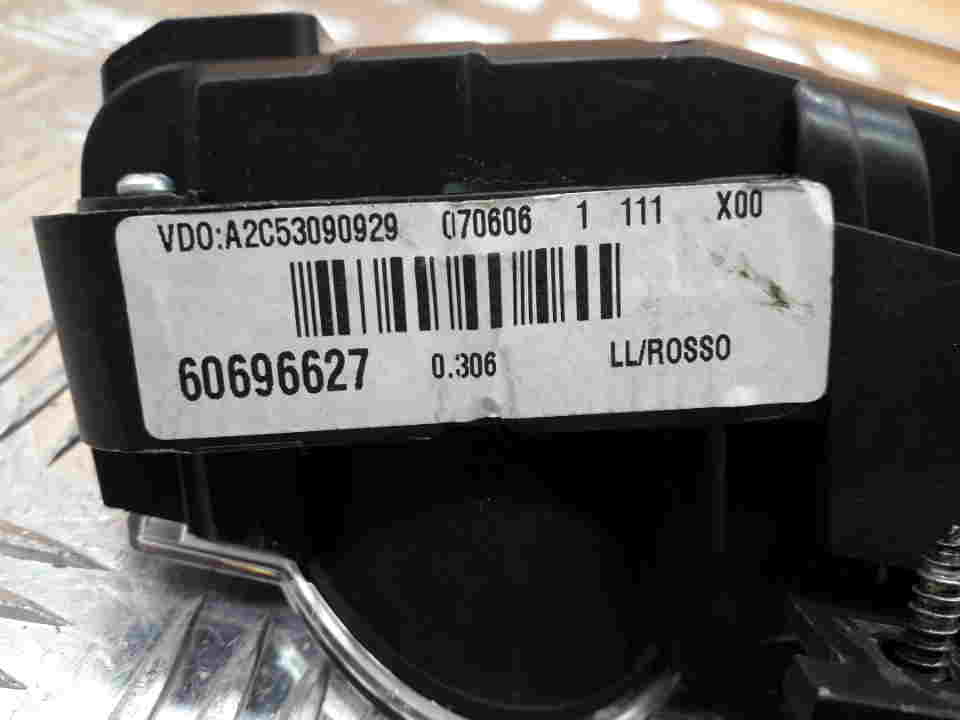 VDO:A2C53090929 070606 1 111 X00
60696627 0.306 LL/ROSSO